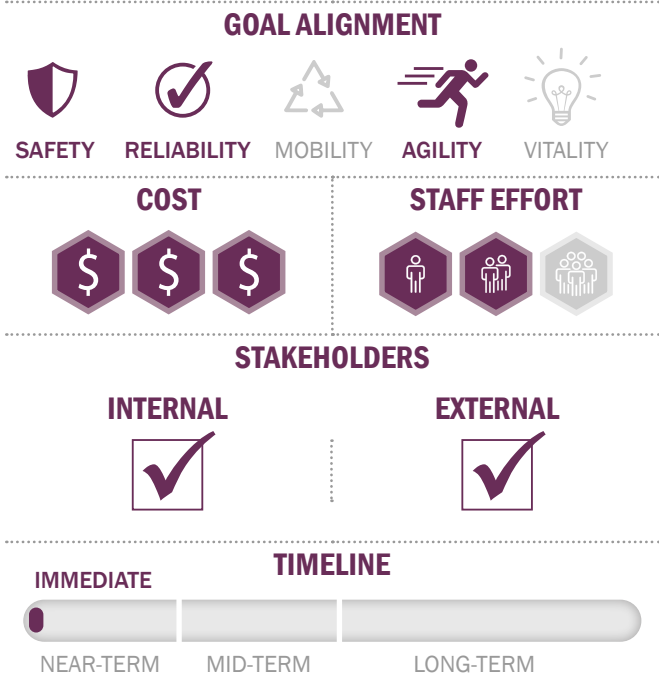 GOAL ALIGNMENT
SAFETY RELIABILITY MOBILITY AGILITY VITALITY
COST STAFF EFFORT
$ $ $
STAKEHOLDERS
INTERNAL EXTERNAL
TIMELINE
IMMEDIATE
NEAR-TERM MID-TERM LONG-TERM